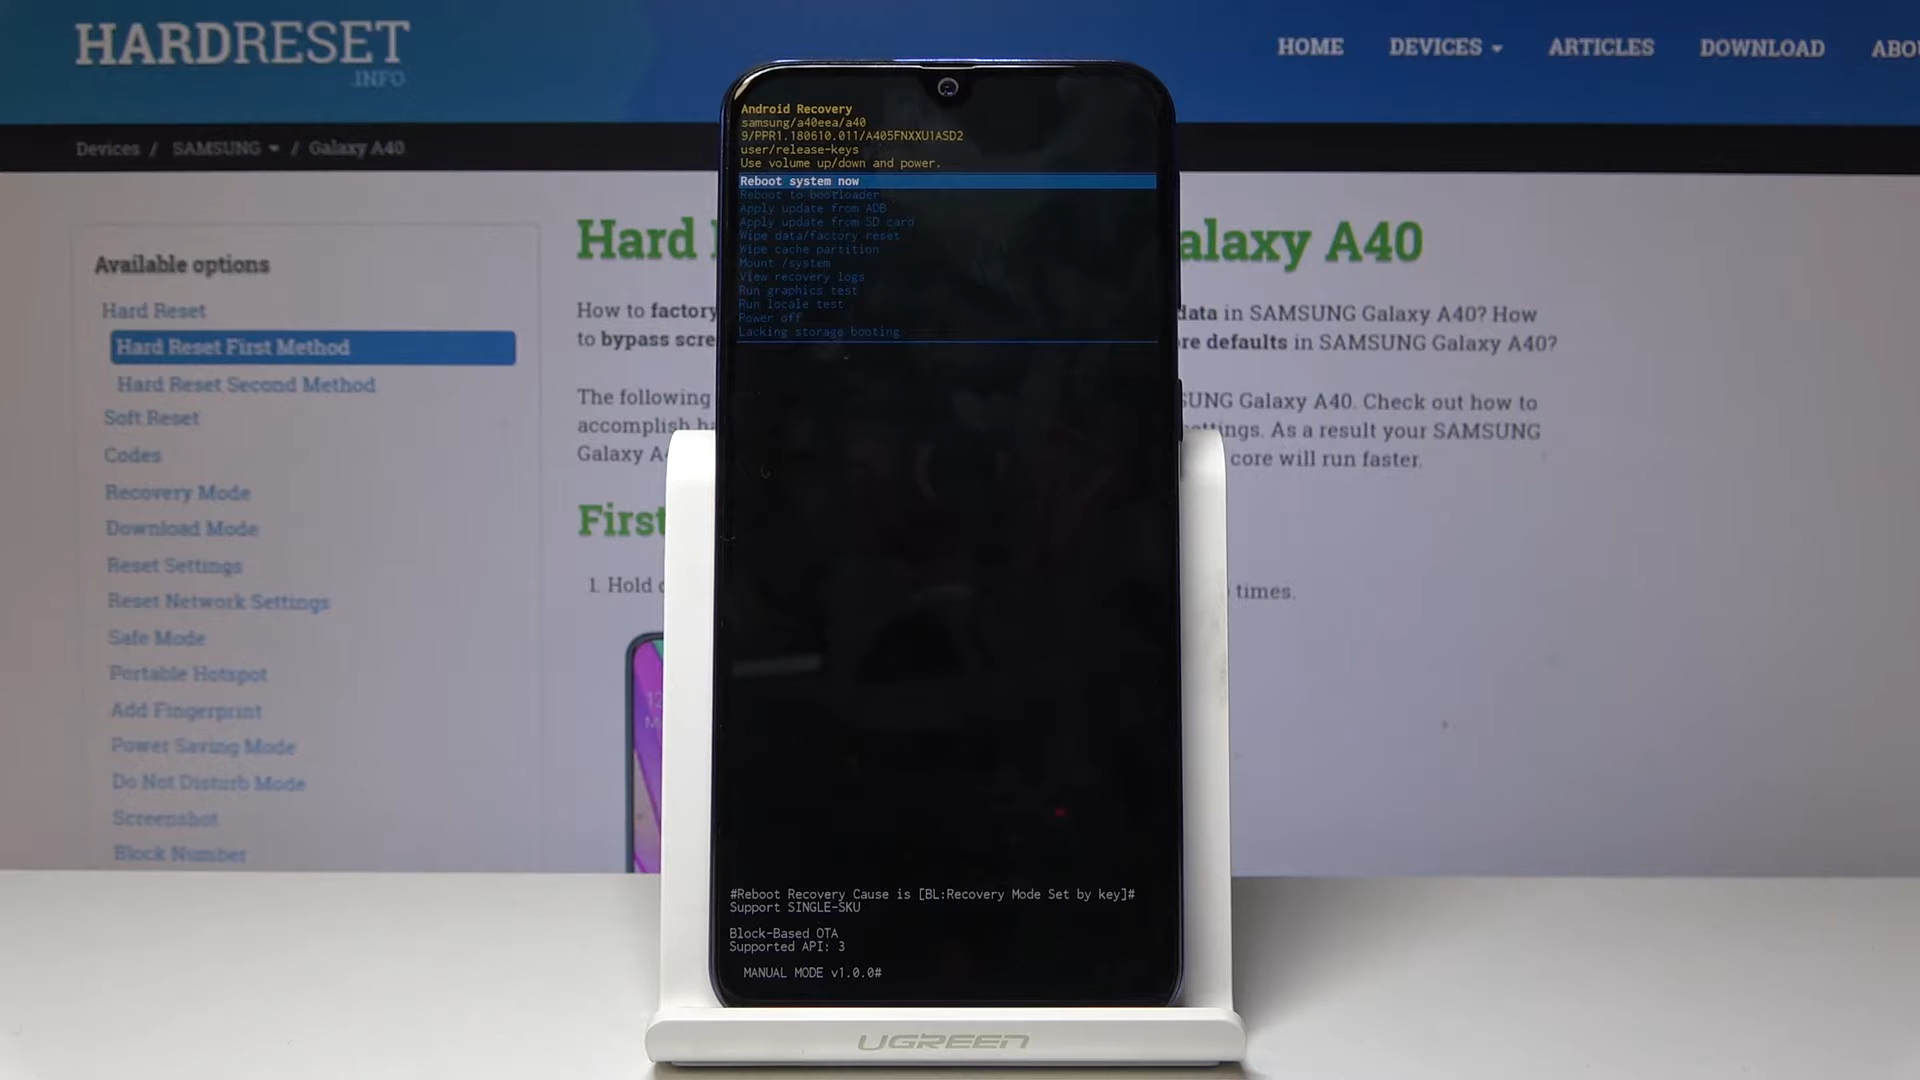 HARDRESET
.INFO
HOME DEVICES ARTICLES DOWNLOAD
Devices / SAMSUNG / Galaxy A40
Available options
Hard Reset
Hard Reset First Method
Hard Reset Second Method
Soft Reset
Codes
Recovery Mode
Download Mode
Reset Settings
Reset Network Settings
Safe Mode
Portable Hotspot
Add Fingerprint
Power Saving Mode
Do Not Disturb Mode
Screenshot
Block Number
Hard
alaxy A40
How to factory
data in SAMSUNG Galaxy A40? How
to bypass scre
re defaults in SAMSUNG Galaxy A40?
The following
SUNG Galaxy A40. Check out how to
accomplish
ttings. As a result your SAMSUNG
Galaxy A
core will run faster.
First
1. Hold
times.
Android Recovery
samsung/a40eea/a40
9/PPR1.180610.011/A405FNXXU1ASD2
user/release-keys
Use volume up/down and power.
Reboot system now
Reboot to bootloader
Apply update from ADB
Apply update from SD card
Wipe data/factory reset
Wipe cache partition
Mount /system
View recovery logs
Run graphics test
Run locale test
Power off
Lacking storage booting
#Reboot Recovery Cause is [BL:Recovery Mode Set by key]#
Support SINGLE-SKU
Block-Based OTA
Supported API: 3
MANUAL MODE v1.0.0#
UGREEN